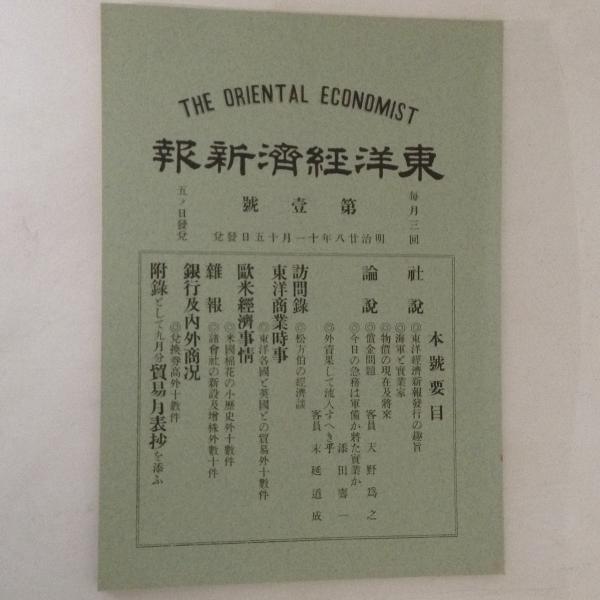 THE ORIENTAL ECONOMIST
東洋經濟新報
毎月三回
第壹號
五ノ日發兌
明治廿八年十一月十五日發兌
本號要目
社說
◎東洋經濟新報發行の趣旨
◎海軍と實業家
◎物價の現在及將來
論說
◎償金問題 客員 天野爲之
◎今日の急務は軍備か將た實業か 添田壽一
◎外資果して流入すへき乎 客員 末延道成
訪問錄
◎松方伯の經濟談
東洋商業時事
◎東洋各國と英國との貿易外十數件
歐米經濟事情
◎米國棉花の小歷史外十數件
雜報
◎諸會社の新設及增株外數十件
銀行及內外商况
◎兌換券高外十數件
附錄として九月分貿易月表抄を添ふ